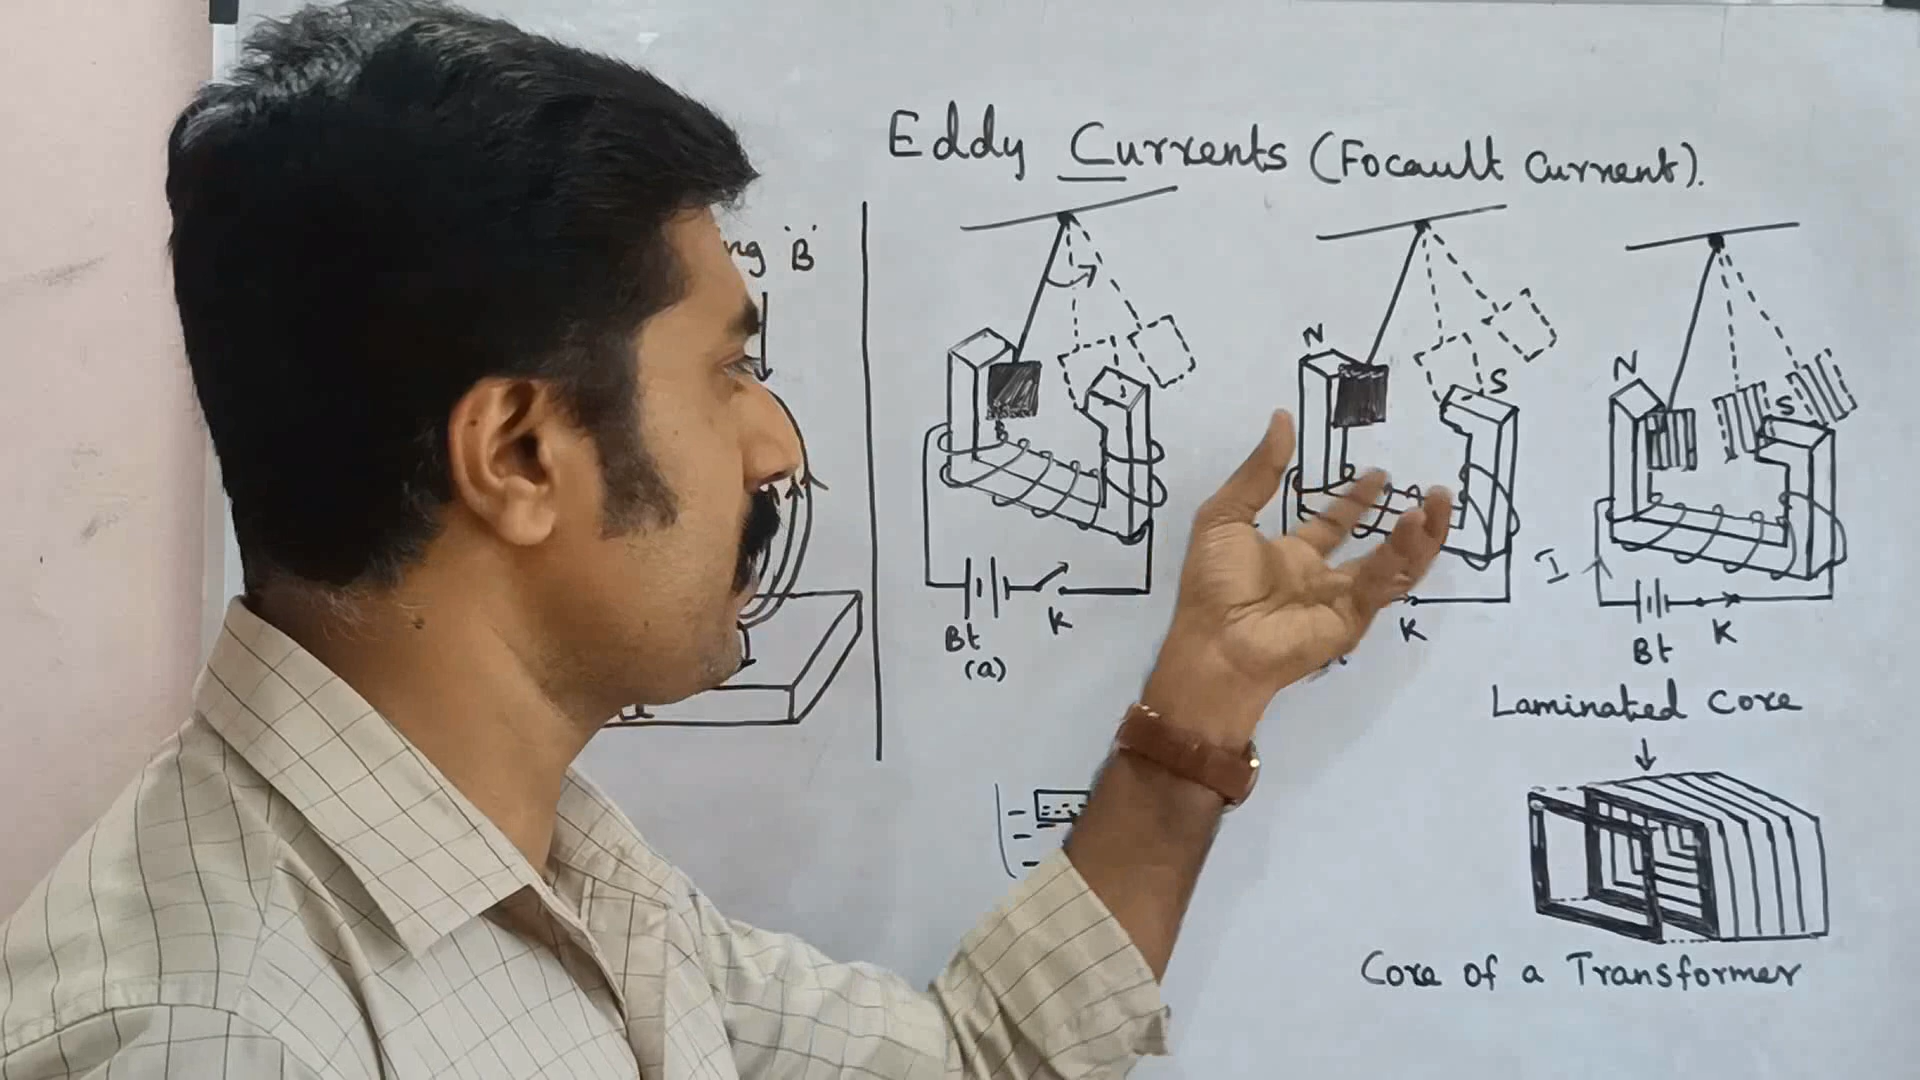 Eddy Currents (Focault Current).
ng 'B'
N
S
N
S
I
Bt
K
(a)
K
Bt
K
Laminated Core
Core of a Transformer